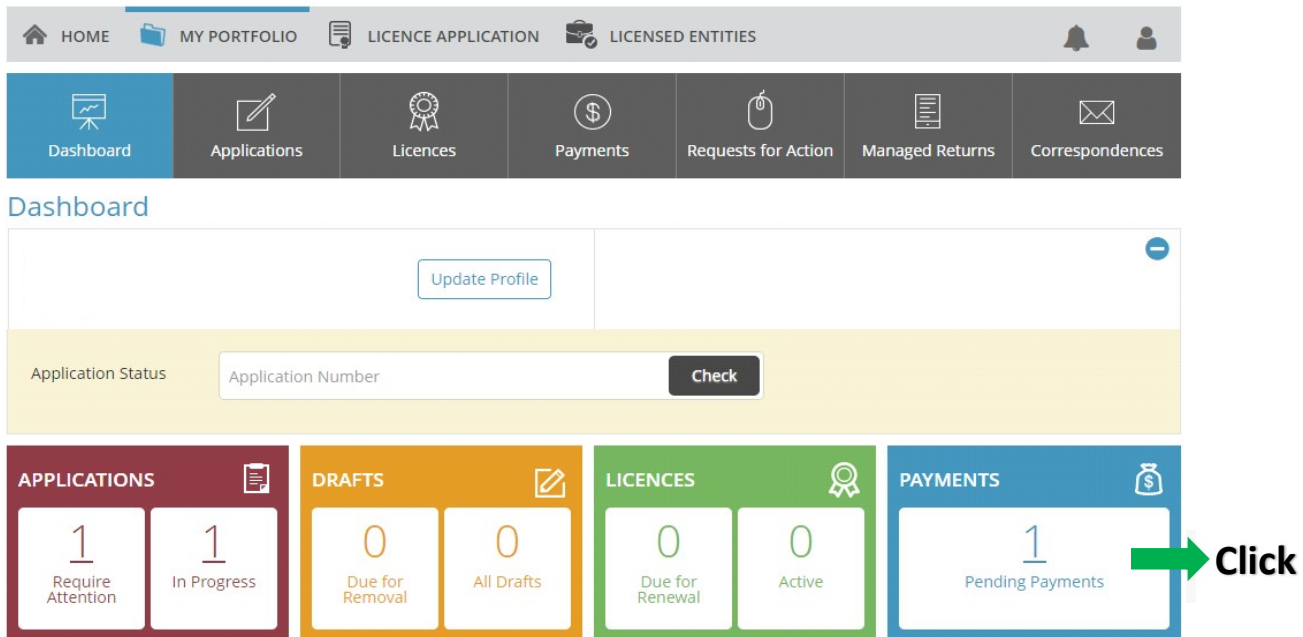 HOME MY PORTFOLIO LICENCE APPLICATION LICENSED ENTITIES
Dashboard Applications Licences Payments Requests for Action Managed Returns Correspondences
Dashboard
Update Profile
Application Status Application Number Check
APPLICATIONS
1 1
Require Attention In Progress
DRAFTS
0 0
Due for Removal All Drafts
LICENCES
0 0
Due for Renewal Active
PAYMENTS
1
Pending Payments
Click